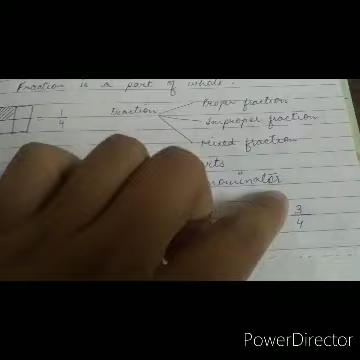 Fraction is a part of whole.
= 1/4
Fraction
Proper fraction
Improper fraction
Mixed fraction
3/4
PowerDirector